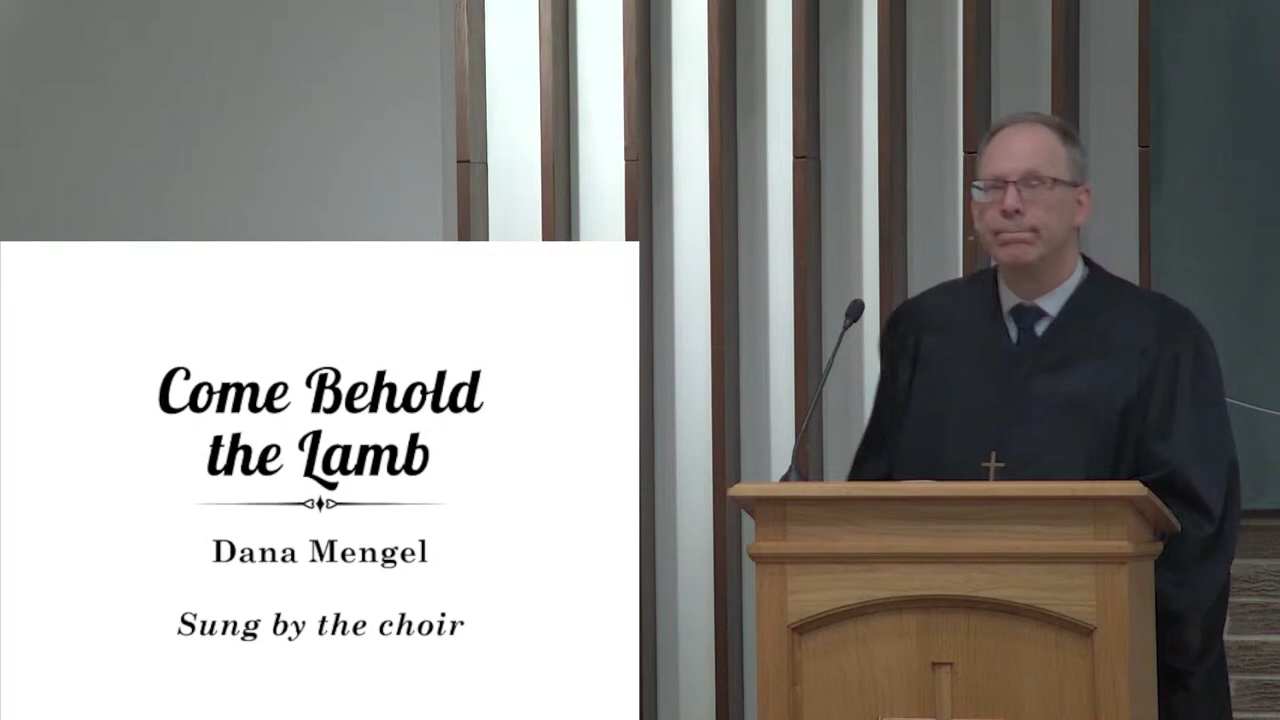 Come Behold
the Lamb
Dana Mengel
Sung by the choir